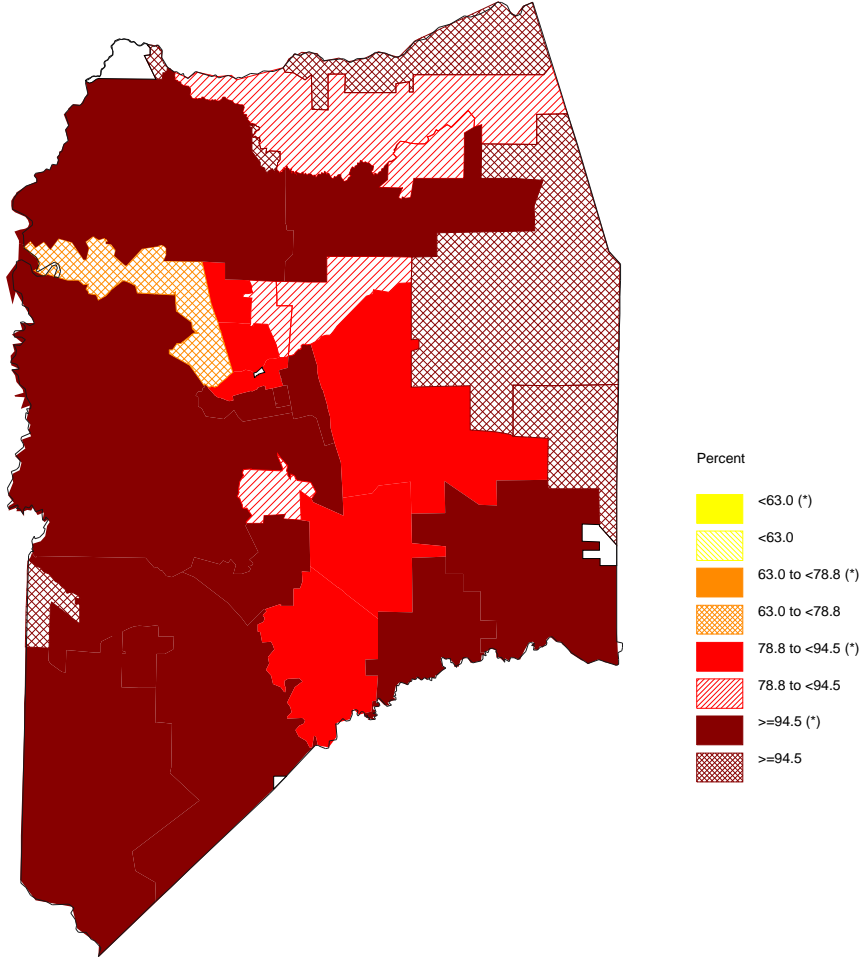 Percent
<63.0 (*)
<63.0
63.0 to <78.8 (*)
63.0 to <78.8
78.8 to <94.5 (*)
78.8 to <94.5
>=94.5 (*)
>=94.5